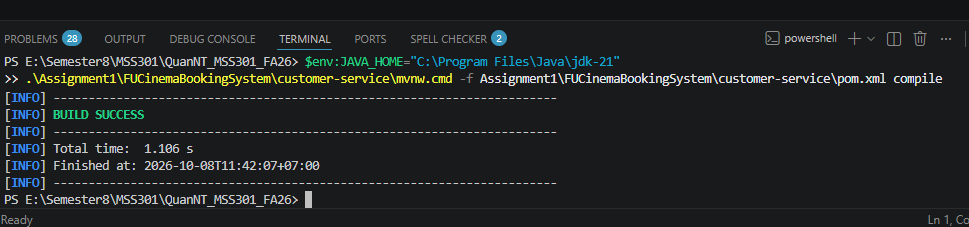 PROBLEMS 28 OUTPUT DEBUG CONSOLE TERMINAL PORTS SPELL CHECKER 2 powershell
PS E:\Semester8\MSS301\QuanNT_MSS301_FA26> $env:JAVA_HOME="C:\Program Files\Java\jdk-21"
>> .\Assignment1\FUCinemaBookingSystem\customer-service\mvnw.cmd -f Assignment1\FUCinemaBookingSystem\customer-service\pom.xml compile
[INFO] ------------------------------------------------------------------------
[INFO] BUILD SUCCESS
[INFO] ------------------------------------------------------------------------
[INFO] Total time:  1.106 s
[INFO] Finished at: 2026-10-08T11:42:07+07:00
[INFO] ------------------------------------------------------------------------
PS E:\Semester8\MSS301\QuanNT_MSS301_FA26>
Ready Ln 1, Co